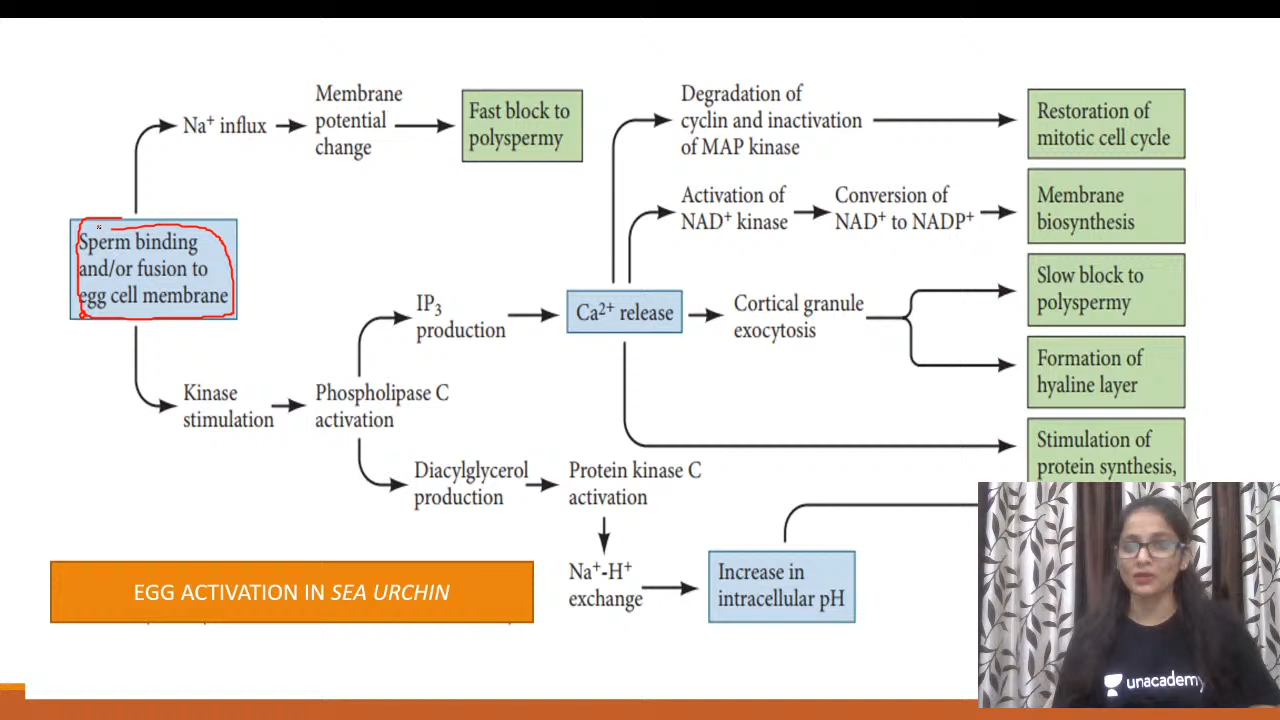 Na+ influx
Membrane
potential
change
Fast block to
polyspermy
Sperm binding
and/or fusion to
egg cell membrane
Kinase
stimulation
Phospholipase C
activation
IP3
production
Diacylglycerol
production
Protein kinase C
activation
Na+-H+
exchange
Increase in
intracellular pH
Ca2+ release
Degradation of
cyclin and inactivation
of MAP kinase
Restoration of
mitotic cell cycle
Activation of
NAD+ kinase
Conversion of
NAD+ to NADP+
Membrane
biosynthesis
Cortical granule
exocytosis
Slow block to
polyspermy
Formation of
hyaline layer
Stimulation of
protein synthesis,
EGG ACTIVATION IN SEA URCHIN
unacademy